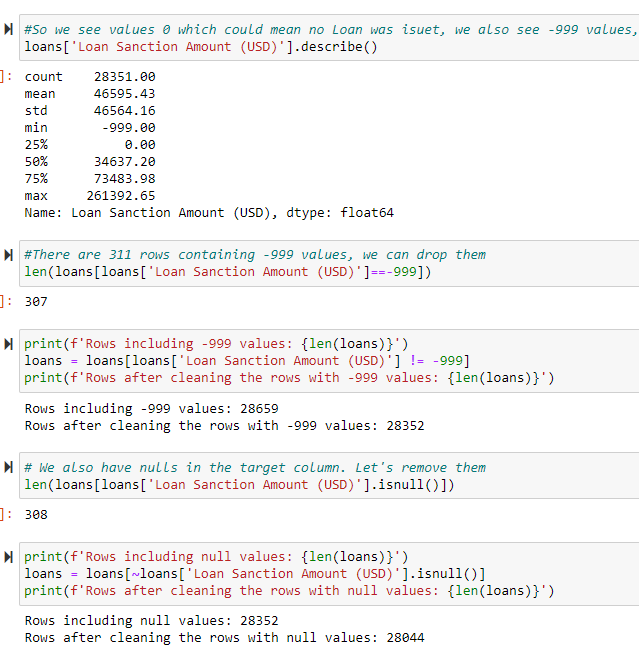 #So we see values 0 which could mean no Loan was isuet, we also see -999 values,
loans['Loan Sanction Amount (USD)'].describe()
]: count    28351.00
mean     46595.43
std      46564.16
min       -999.00
25%          0.00
50%      34637.20
75%      73483.98
max     261392.65
Name: Loan Sanction Amount (USD), dtype: float64
#There are 311 rows containing -999 values, we can drop them
len(loans[loans['Loan Sanction Amount (USD)']==-999])
]: 307
print(f'Rows including -999 values: {len(loans)}')
loans = loans[loans['Loan Sanction Amount (USD)'] != -999]
print(f'Rows after cleaning the rows with -999 values: {len(loans)}')
Rows including -999 values: 28659
Rows after cleaning the rows with -999 values: 28352
# We also have nulls in the target column. Let's remove them
len(loans[loans['Loan Sanction Amount (USD)'].isnull()])
]: 308
print(f'Rows including null values: {len(loans)}')
loans = loans[~loans['Loan Sanction Amount (USD)'].isnull()]
print(f'Rows after cleaning the rows with null values: {len(loans)}')
Rows including null values: 28352
Rows after cleaning the rows with null values: 28044